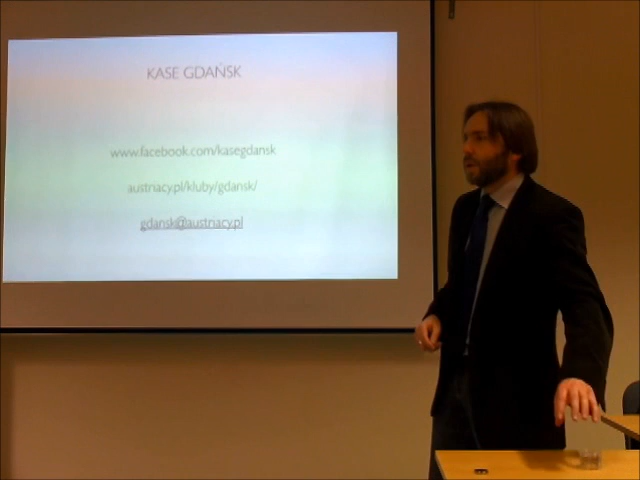 KASE GDAŃSK
www.facebook.com/kasegdansk
austriacy.pl/kluby/gdansk/
gdansk@austriacy.pl